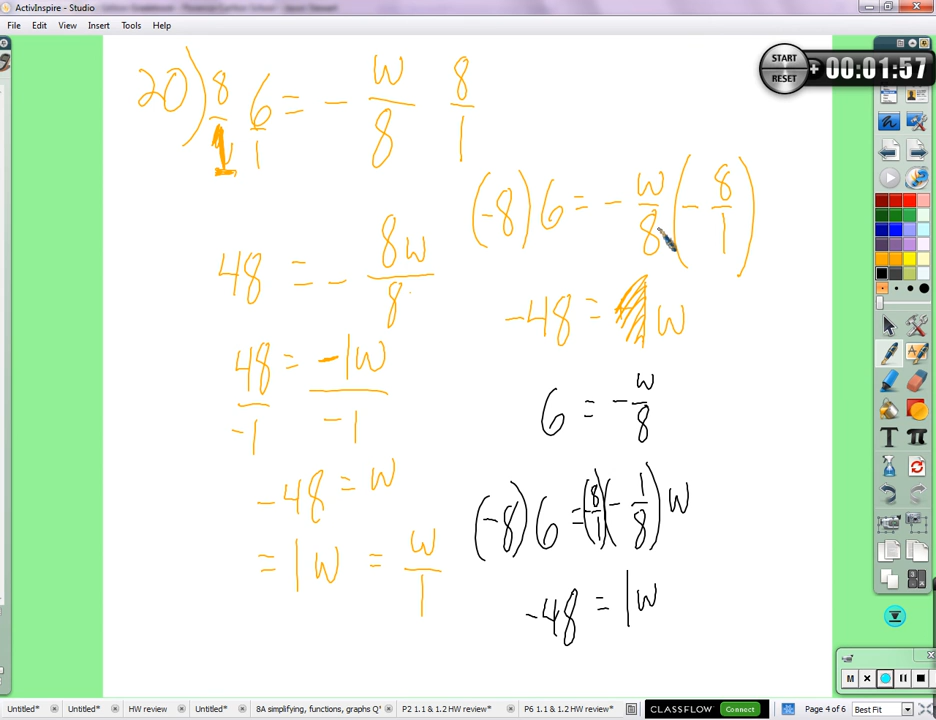 ActivInspire - Studio
File Edit View Insert Tools Help
START
RESET
+ 00:01:57
20) 8/1 6/1 = - w/8 8/1
48 = - 8w/8
48/-1 = -1w/-1
-48 = w
= 1w = w/1
(-8) 6 = - w/8 (- 8/1)
-48 = w
6 = - w/8
(-8) 6 = (- 8/1)(- 1/8) w
-48 = 1w
Untitled* Untitled* HW review* Untitled* 8A simplifying, functions, graphs Q* P2 1.1 & 1.2 HW review* P6 1.1 & 1.2 HW review* CLASSFLOW Connect Page 4 of 6 Best Fit